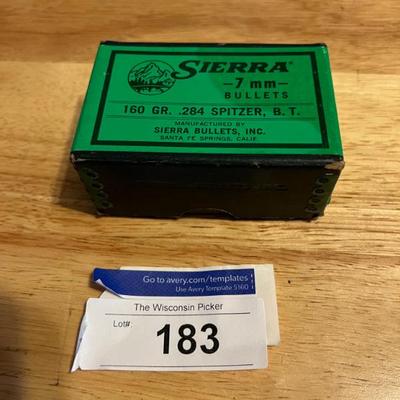 SIERRA
-7 mm-
BULLETS
160 GR. .284 SPITZER, B. T.
MANUFACTURED BY
SIERRA BULLETS, INC.
SANTA FE SPRINGS, CALIF.
Go to avery.com/templates
Use Avery Template 5160
The Wisconsin Picker
Lot#:
183